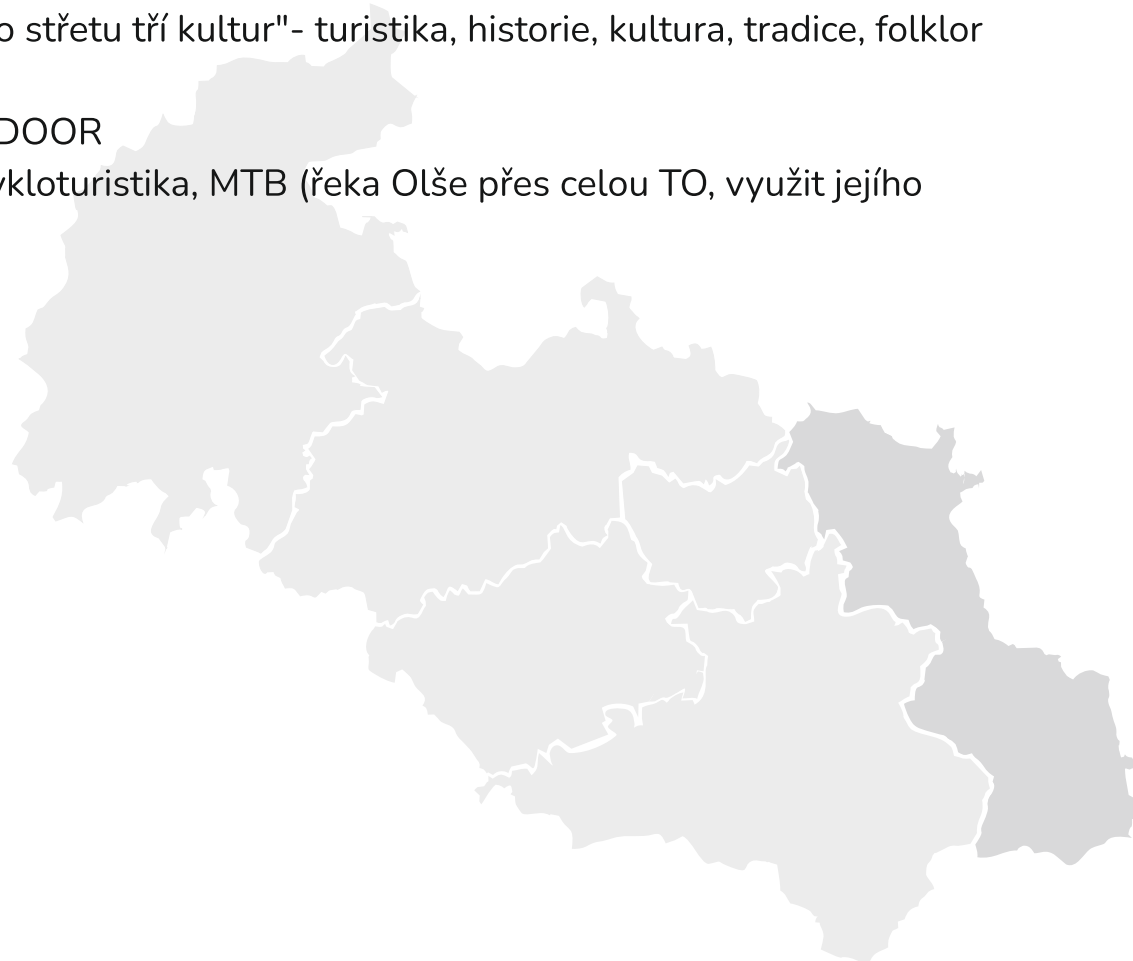 o střetu tří kultur"- turistika, historie, kultura, tradice, folklor
DOOR
ykloturistika, MTB (řeka Olše přes celou TO, využit jejího